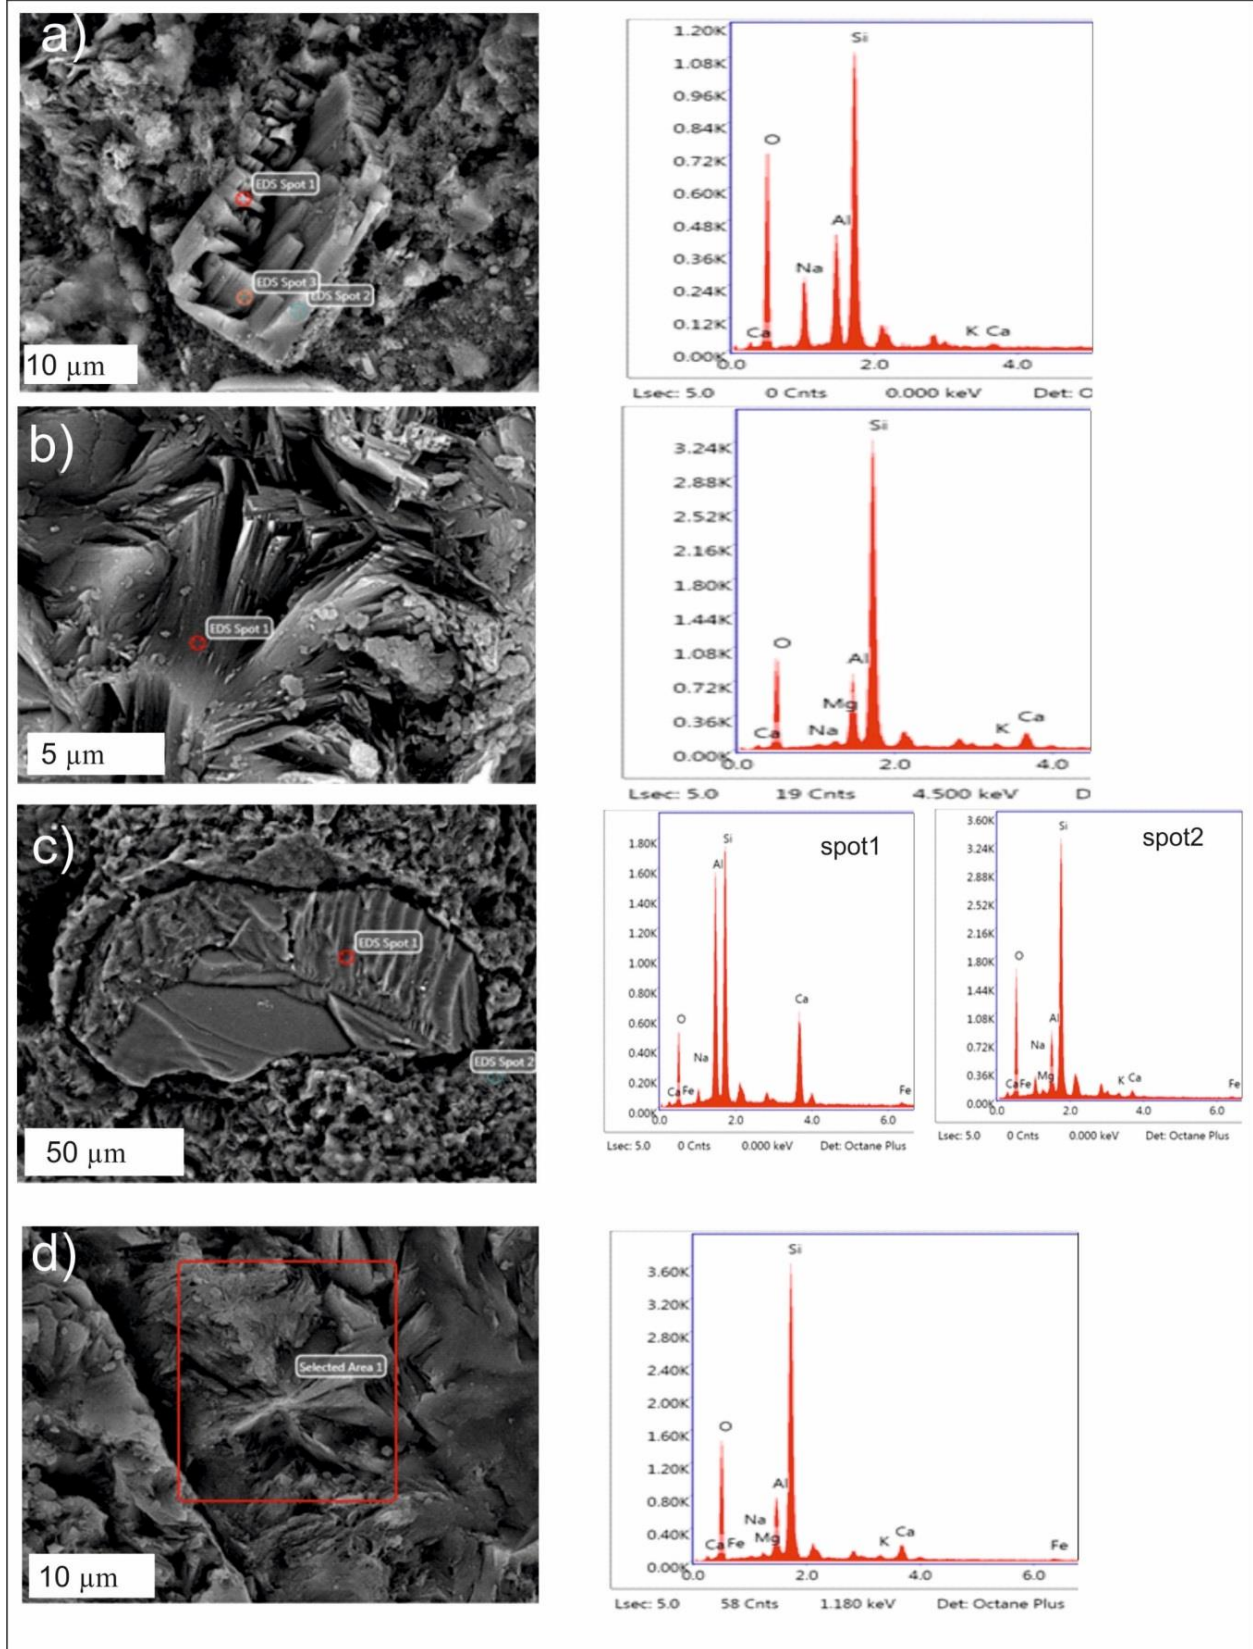 a)
EDS Spot 1
EDS Spot 3
EDS Spot 2
10 µm
1.20K
1.08K
0.96K
0.84K
0.72K
0.60K
0.48K
0.36K
0.24K
0.12K
0.00K
Si
O
Al
Na
Ca
K Ca
0.0 2.0 4.0
Lsec: 5.0 0 Cnts 0.000 keV Det:
b)
EDS Spot 1
5 µm
3.24K
2.88K
2.52K
2.16K
1.80K
1.44K
1.08K
0.72K
0.36K
0.00K
Si
O
Al
Mg
Ca
Na
K
Ca
0.0 2.0 4.0
Lsec: 5.0 19 Cnts 4.500 keV D
c)
EDS Spot 1
EDS Spot 2
50 µm
spot1
1.80K
1.60K
1.40K
1.20K
1.00K
0.80K
0.60K
0.40K
0.20K
0.00K
Si
Al
Ca
O
Na
Ca Fe
Fe
0.0 2.0 4.0 6.0
Lsec: 5.0 0 Cnts 0.000 keV Det: Octane Plus
spot2
3.60K
3.24K
2.88K
2.52K
2.16K
1.80K
1.44K
1.08K
0.72K
0.36K
0.00K
Si
O
Al
Na
Mg
Ca Fe
K Ca
Fe
0.0 2.0 4.0 6.0
Lsec: 5.0 0 Cnts 0.000 keV Det: Octane Plus
d)
Selected Area 1
10 µm
3.60K
3.20K
2.80K
2.40K
2.00K
1.60K
1.20K
0.80K
0.40K
0.00K
Si
O
Al
Na
Mg
Ca Fe
K
Ca
Fe
0.0 2.0 4.0 6.0
Lsec: 5.0 58 Cnts 1.180 keV Det: Octane Plus